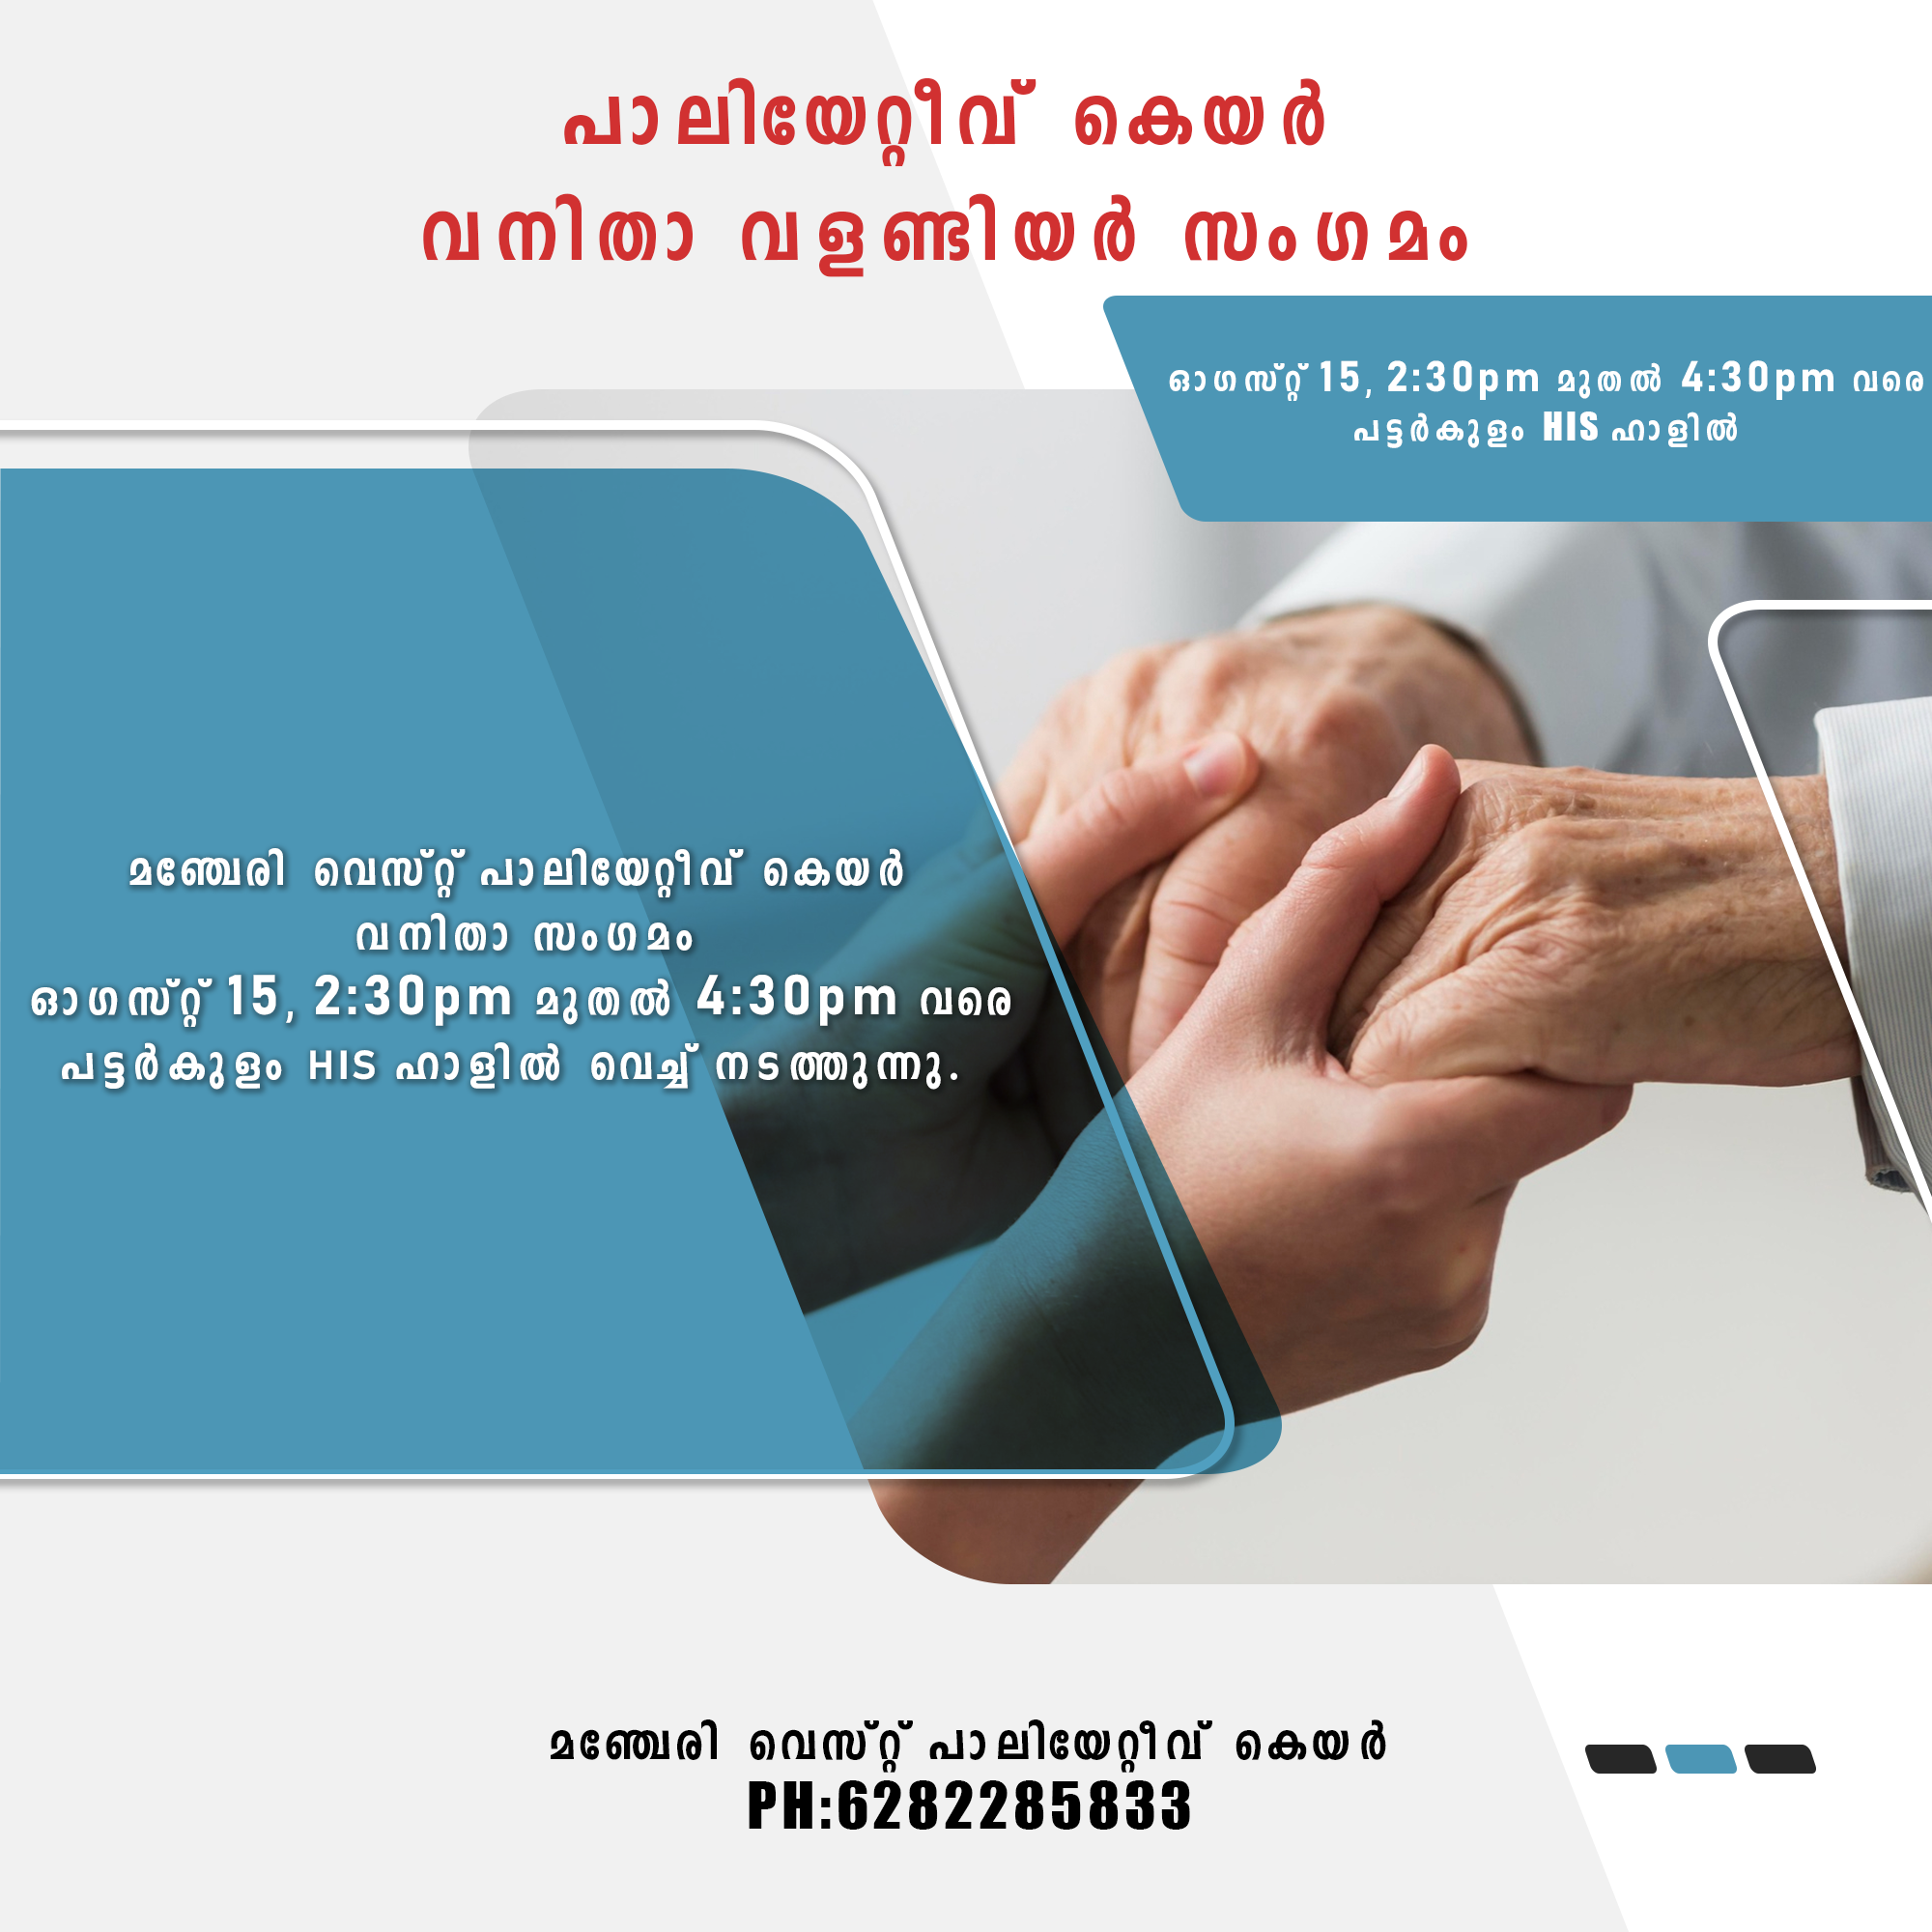 പാലിയേറ്റീവ് കെയർ
വനിതാ വളണ്ടിയർ സംഗമം
ഓഗസ്റ്റ് 15, 2:30pm മുതൽ 4:30pm വരെ
പട്ടർകുളം HIS ഹാളിൽ
മഞ്ചേരി വെസ്റ്റ് പാലിയേറ്റീവ് കെയർ
വനിതാ സംഗമം
ഓഗസ്റ്റ് 15, 2:30pm മുതൽ 4:30pm വരെ
പട്ടർകുളം HIS ഹാളിൽ വെച്ച് നടത്തുന്നു.
മഞ്ചേരി വെസ്റ്റ് പാലിയേറ്റീവ് കെയർ
PH:6282285833